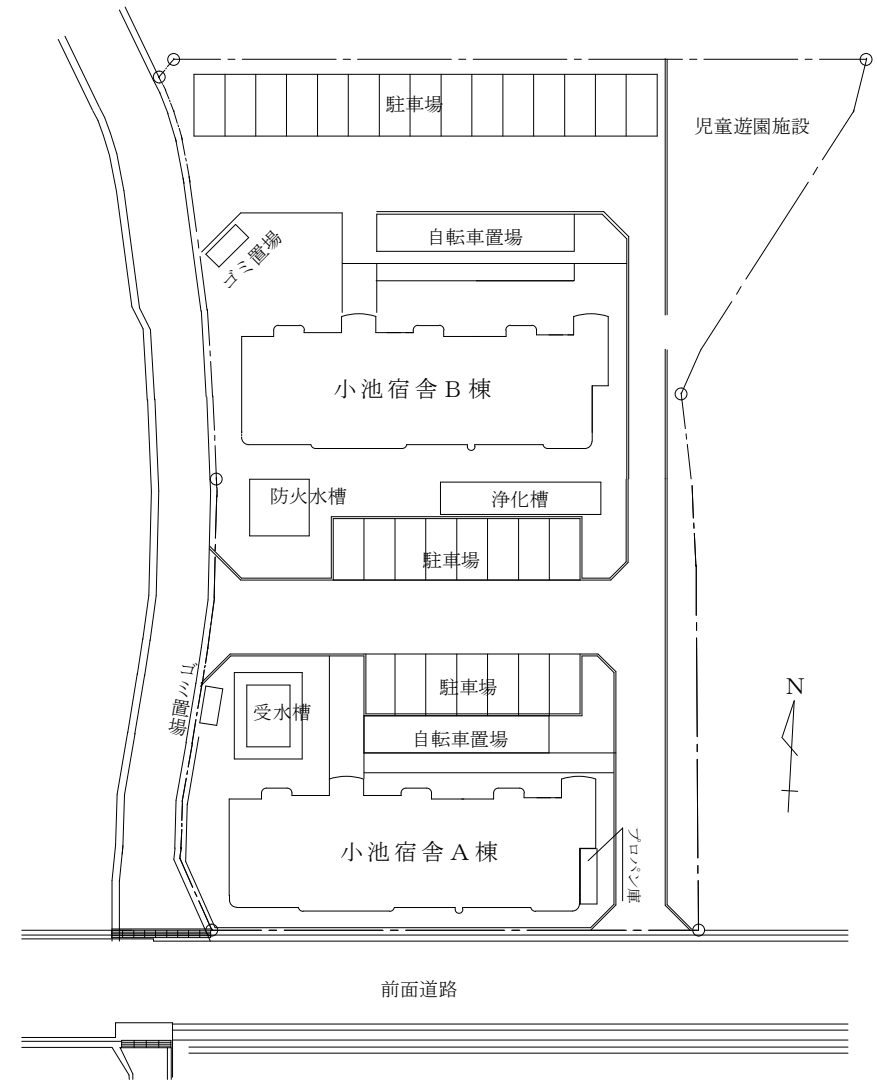 駐車場
児童遊園施設
自転車置場
ゴミ置場
小池宿舎B棟
防火水槽
浄化槽
駐車場
ゴミ置場
駐車場
受水槽
N
自転車置場
小池宿舎A棟
プロパン庫
前面道路